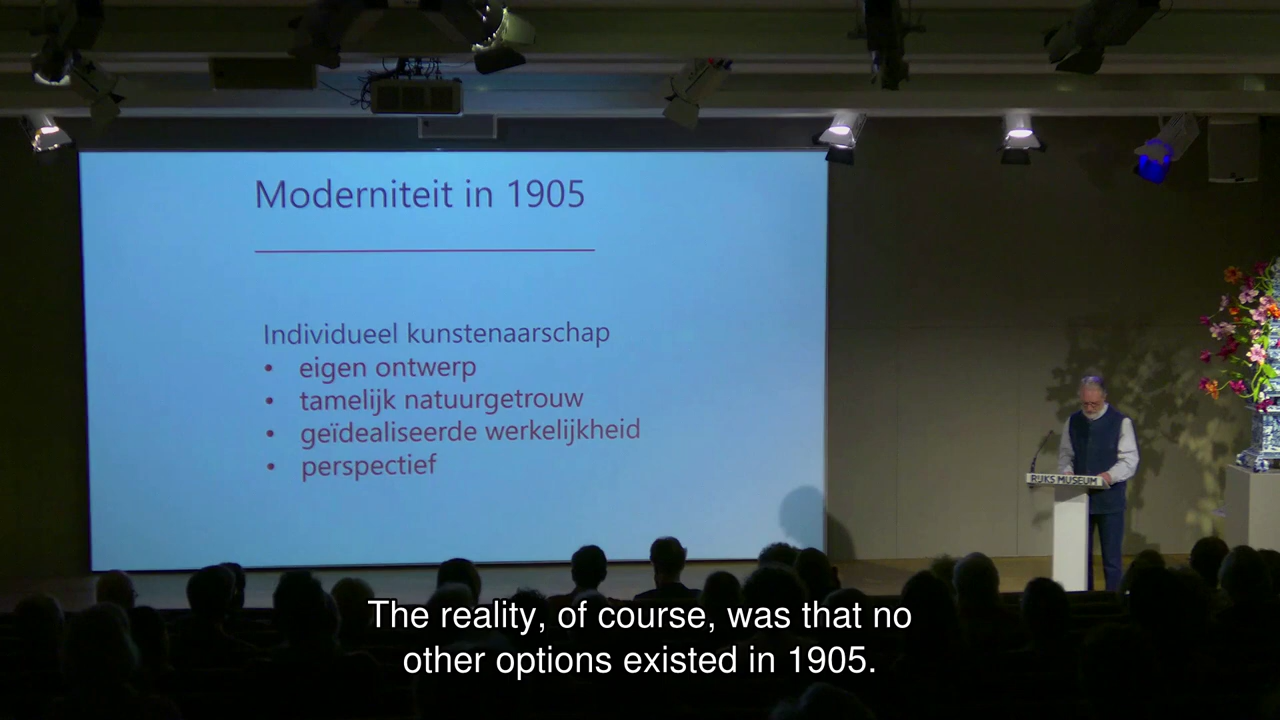 Moderniteit in 1905
Individueel kunstenaarschap
• eigen ontwerp
• tamelijk natuurgetrouw
• geïdealiseerde werkelijkheid
• perspectief
RIJKS MUSEUM
The reality, of course, was that no
other options existed in 1905.